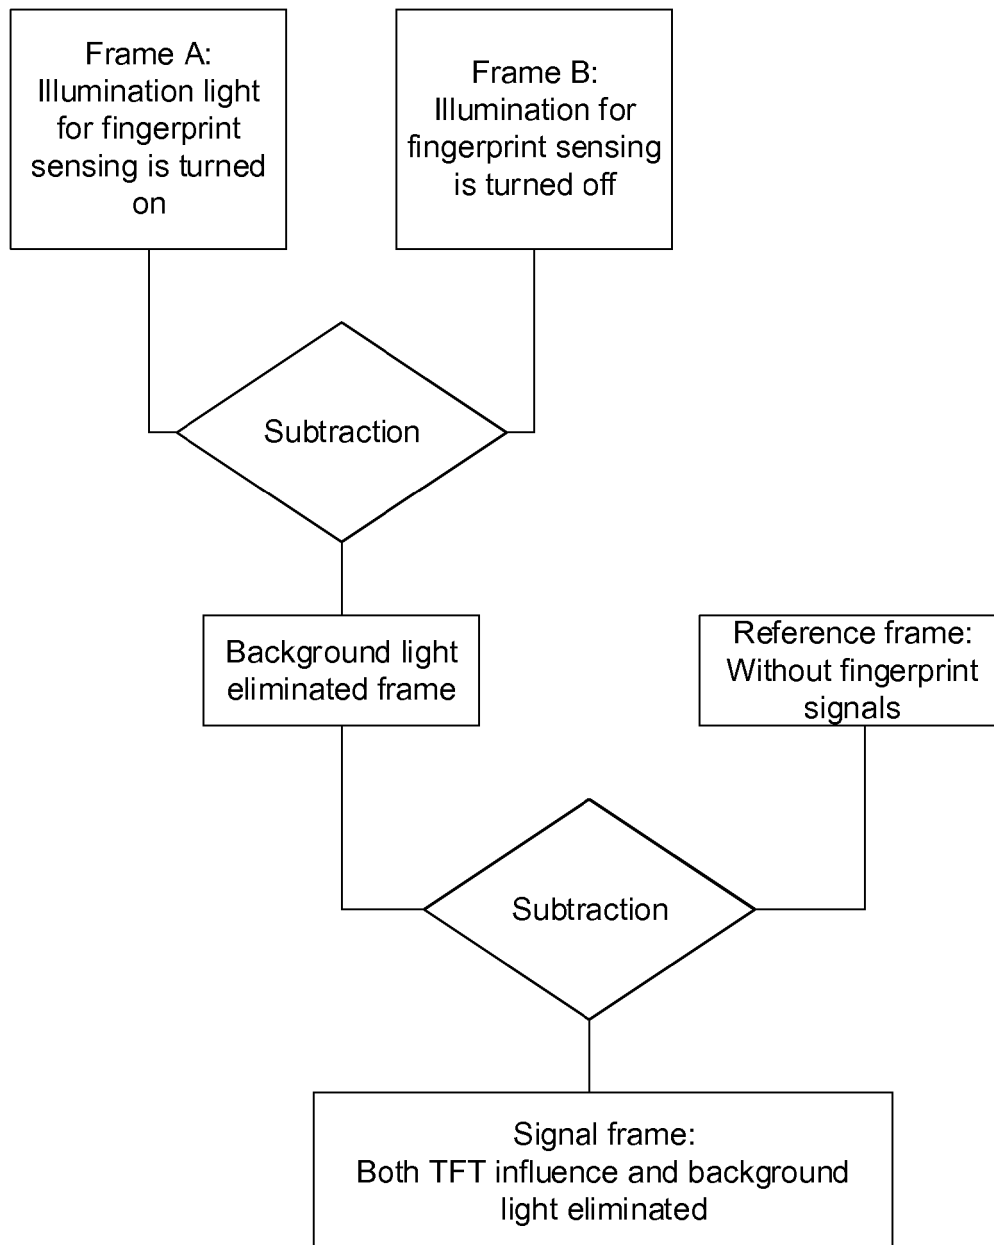 Frame A:
Illumination light
for fingerprint
sensing is turned
on
Frame B:
Illumination for
fingerprint sensing
is turned off
Subtraction
Background light
eliminated frame
Reference frame:
Without fingerprint
signals
Subtraction
Signal frame:
Both TFT influence and background
light eliminated